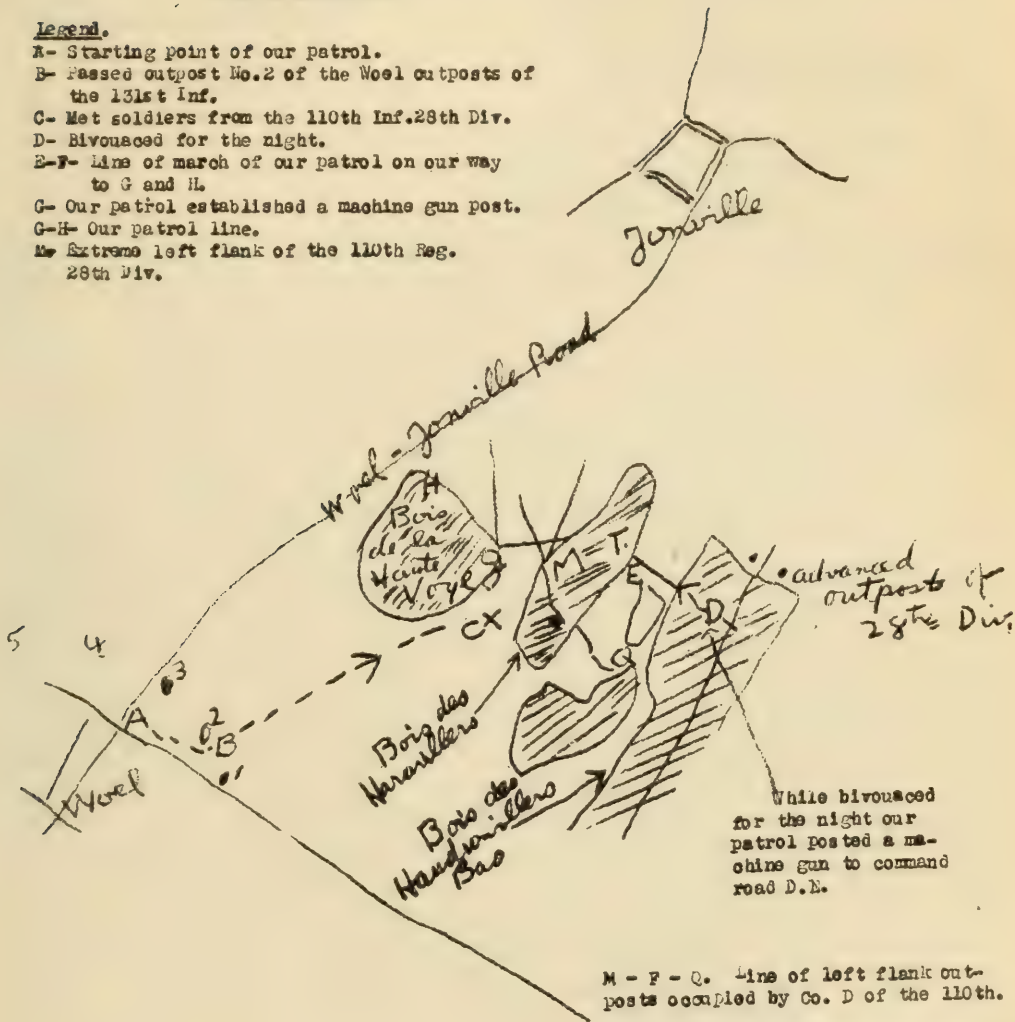 Legend.
A- Starting point of our patrol.
B- Passed outpost No.2 of the Woel outposts of
the 131st Inf.
C- Met soldiers from the 110th Inf.28th Div.
D- Bivouaced for the night.
E-F- Line of march of our patrol on our way
to G and H.
G- Our patrol established a machine gun post.
G-H- Our patrol line.
M- Extreme left flank of the 110th Reg.
28th Div.
Jonville
Woel - Jonville Road
H
Bois
de la
Haute
Voye
G
M
F
E
D
advanced
outposts of
28th Div.
CX
5 4
3
A
2
B
1
Q
Woel
Bois des
Haravillers
Bois des
Bas
While bivouaced
for the night our
patrol posted a ma-
chine gun to command
road D.E.
M - F - Q. Line of left flank out-
posts occupied by Co. D of the 110th.